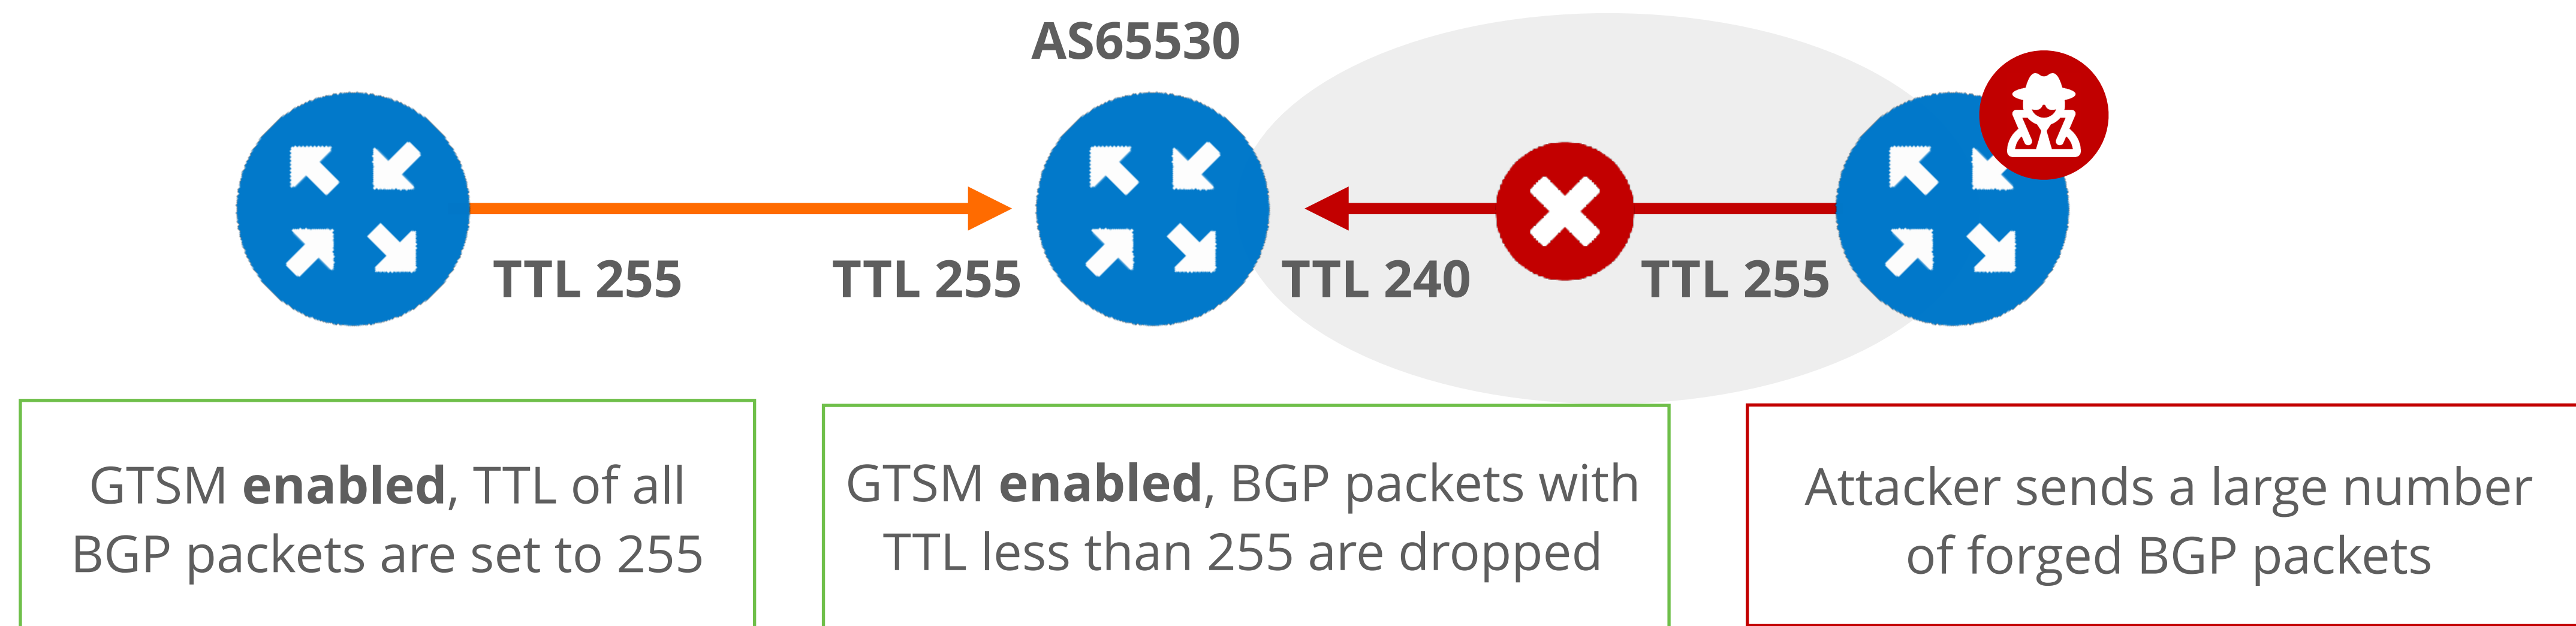 AS65530
TTL 255
TTL 255
TTL 240
TTL 255
GTSM enabled, TTL of all
BGP packets are set to 255
GTSM enabled, BGP packets with
TTL less than 255 are dropped
Attacker sends a large number
of forged BGP packets